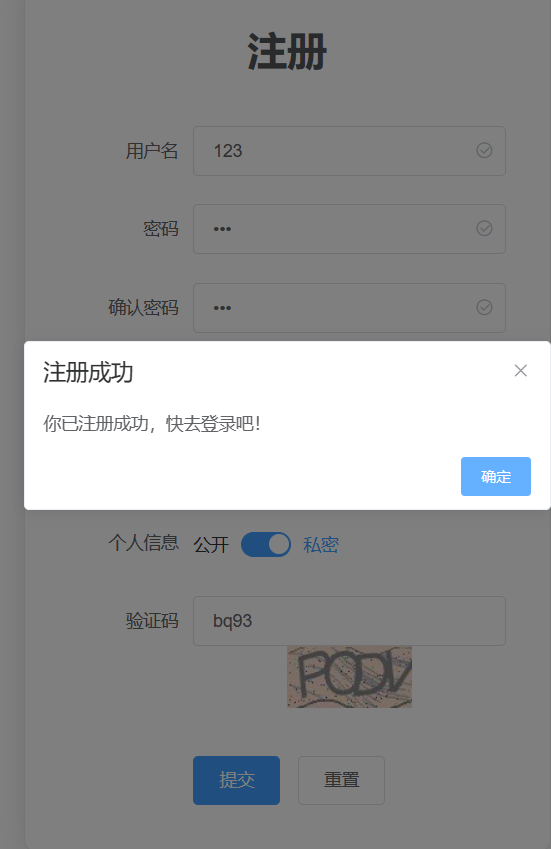 注册
用户名 123
密码 •••
确认密码 •••
注册成功
你已注册成功，快去登录吧！
确定
个人信息 公开 私密
验证码 bq93
PODV
提交 重置